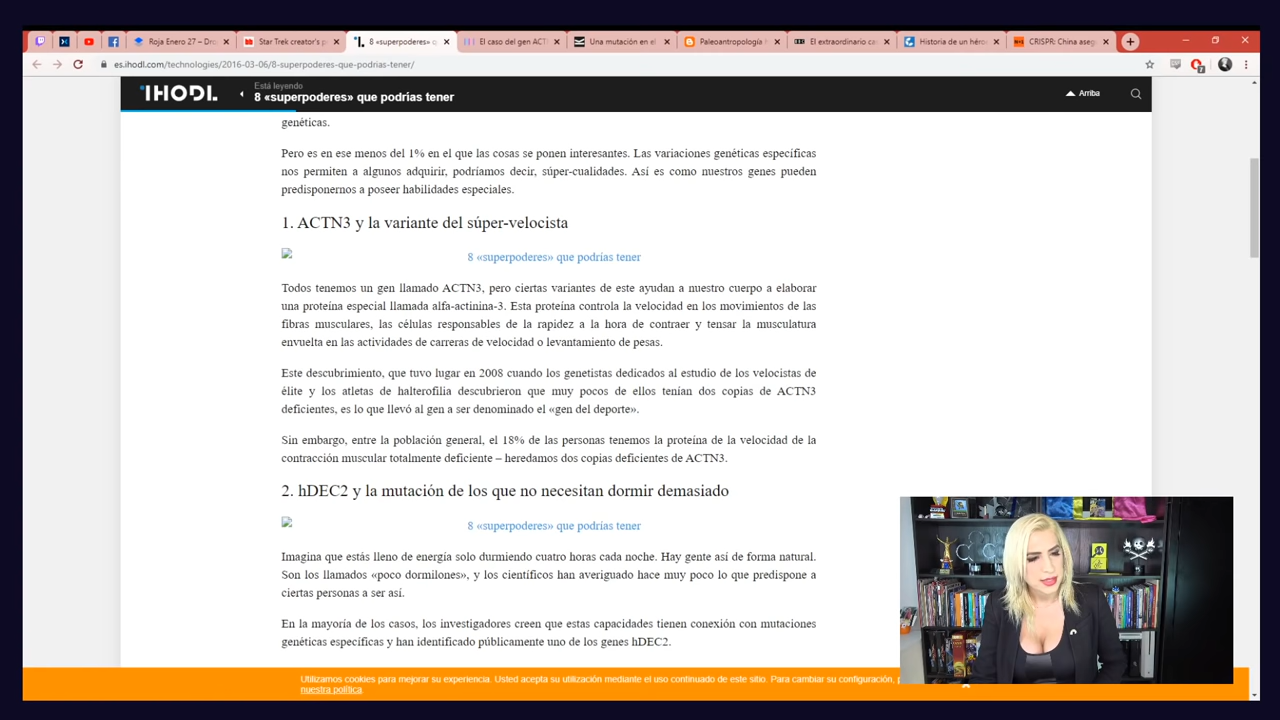 Roja Enero 27 – Dro
Star Trek creator's p
8 «superpoderes» q
El caso del gen ACT
Una mutación en el
Paleoantropología h
El extraordinario ca
Historia de un héro
CRISPR: China aseg
es.ihodl.com/technologies/2016-03-06/8-superpoderes-que-podrias-tener/
IHODL
Está leyendo
8 «superpoderes» que podrías tener
Arriba
genéticas.
Pero es en ese menos del 1% en el que las cosas se ponen interesantes. Las variaciones genéticas específicas
nos permiten a algunos adquirir, podríamos decir, súper-cualidades. Así es como nuestros genes pueden
predisponernos a poseer habilidades especiales.
1. ACTN3 y la variante del súper-velocista
8 «superpoderes» que podrías tener
Todos tenemos un gen llamado ACTN3, pero ciertas variantes de este ayudan a nuestro cuerpo a elaborar
una proteína especial llamada alfa-actinina-3. Esta proteína controla la velocidad en los movimientos de las
fibras musculares, las células responsables de la rapidez a la hora de contraer y tensar la musculatura
envuelta en las actividades de carreras de velocidad o levantamiento de pesas.
Este descubrimiento, que tuvo lugar en 2008 cuando los genetistas dedicados al estudio de los velocistas de
élite y los atletas de halterofilia descubrieron que muy pocos de ellos tenían dos copias de ACTN3
deficientes, es lo que llevó al gen a ser denominado el «gen del deporte».
Sin embargo, entre la población general, el 18% de las personas tenemos la proteína de la velocidad de la
contracción muscular totalmente deficiente – heredamos dos copias deficientes de ACTN3.
2. hDEC2 y la mutación de los que no necesitan dormir demasiado
8 «superpoderes» que podrías tener
Imagina que estás lleno de energía solo durmiendo cuatro horas cada noche. Hay gente así de forma natural.
Son los llamados «poco dormilones», y los científicos han averiguado hace muy poco lo que predispone a
ciertas personas a ser así.
En la mayoría de los casos, los investigadores creen que estas capacidades tienen conexión con mutaciones
genéticas específicas y han identificado públicamente uno de los genes hDEC2.
Utilizamos cookies para mejorar su experiencia. Usted acepta su utilización mediante el uso continuado de este sitio. Para cambiar su configuración,
nuestra política.